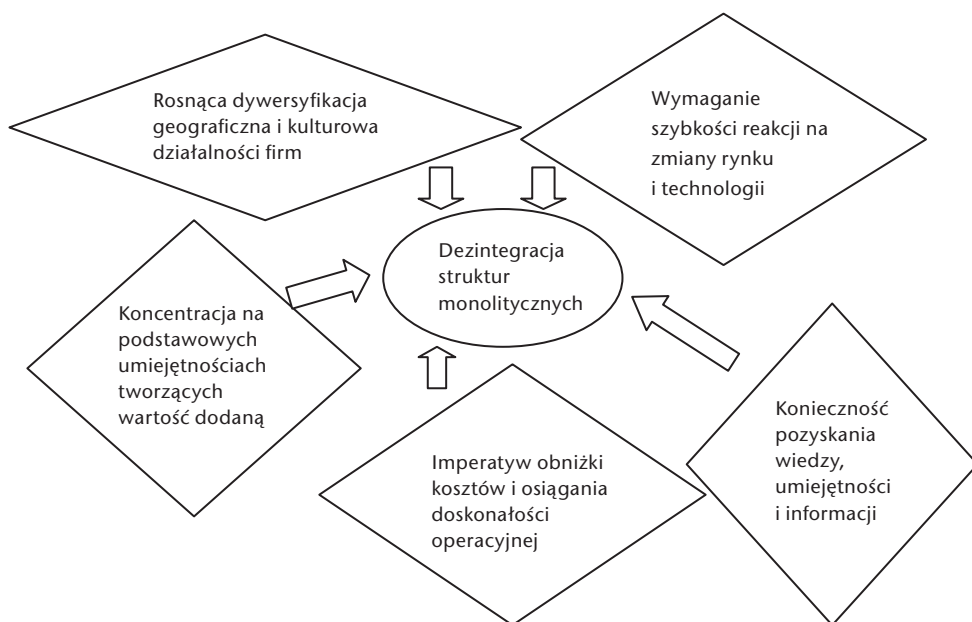 Rosnąca dywersyfikacja
geograficzna i kulturowa
działalności firm
Wymaganie
szybkości reakcji na
zmiany rynku
i technologii
Dezintegracja
struktur
monolitycznych
Koncentracja na
podstawowych
umiejętnościach
tworzących
wartość dodaną
Imperatyw obniżki
kosztów i osiągania
doskonałości
operacyjnej
Konieczność
pozyskania
wiedzy,
umiejętności
i informacji